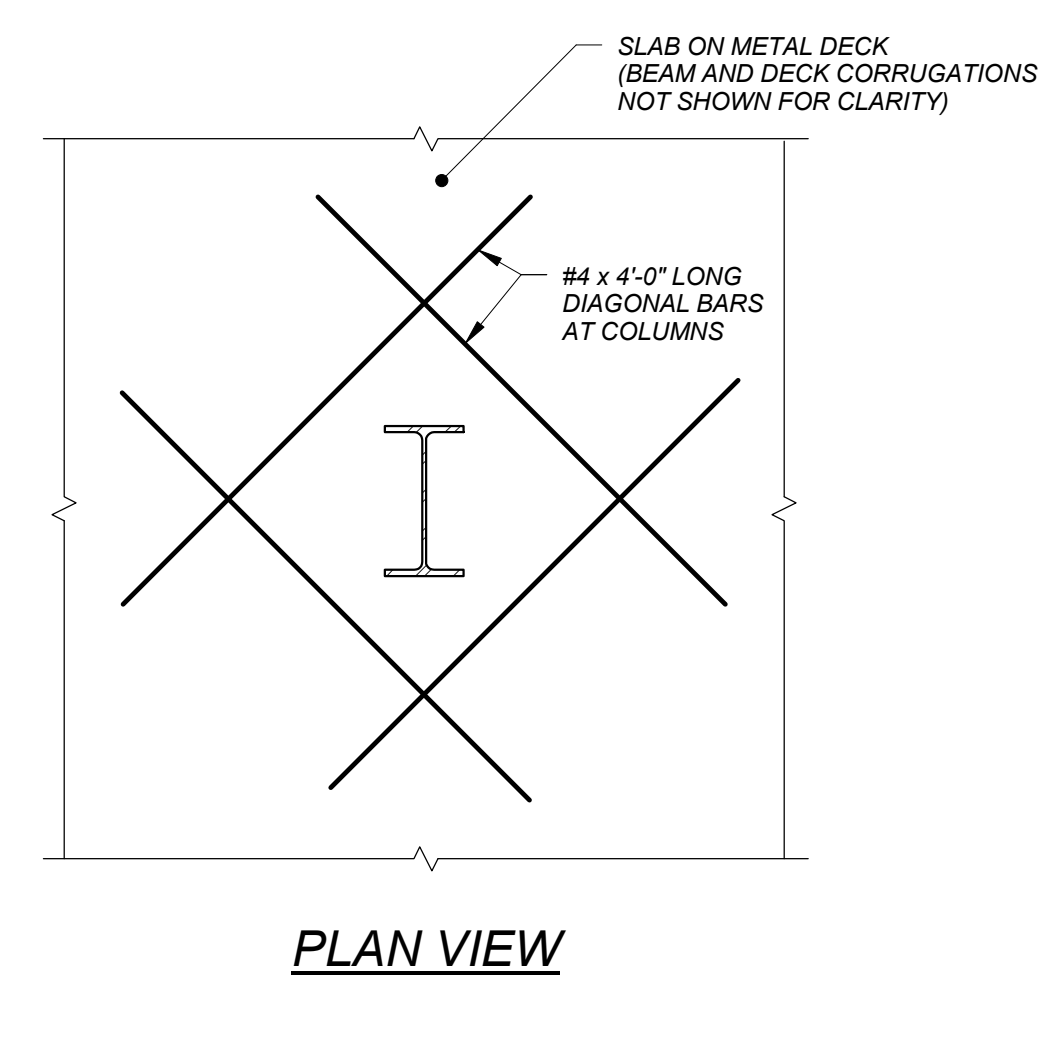 SLAB ON METAL DECK
(BEAM AND DECK CORRUGATIONS
NOT SHOWN FOR CLARITY)
#4 x 4'-0" LONG
DIAGONAL BARS
AT COLUMNS
PLAN VIEW